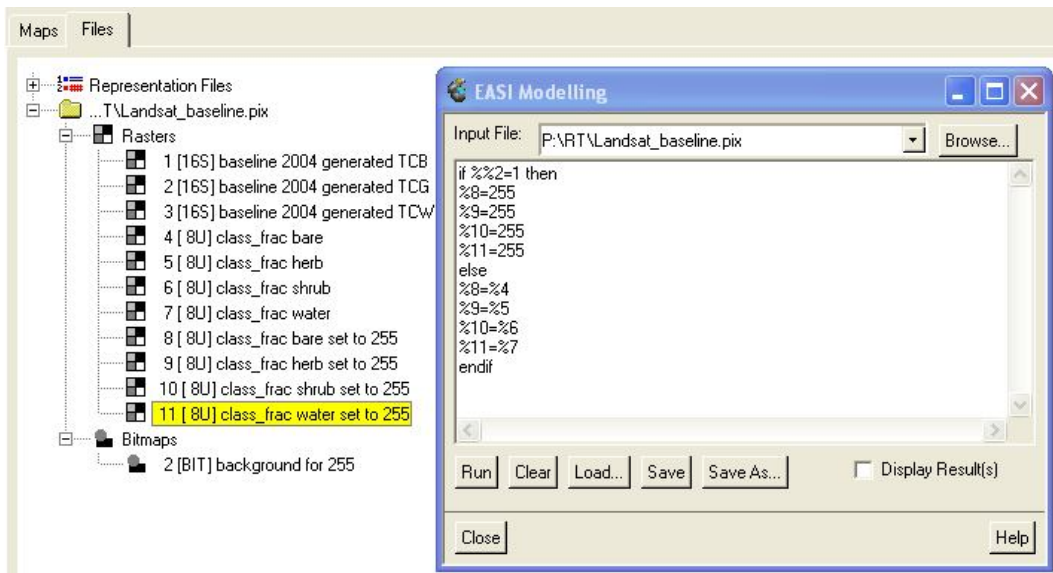 Maps Files
Representation Files
...T\Landsat_baseline.pix
Rasters
1 [16S] baseline 2004 generated TCB
2 [16S] baseline 2004 generated TCG
3 [16S] baseline 2004 generated TCW
4 [ 8U] class_frac bare
5 [ 8U] class_frac herb
6 [ 8U] class_frac shrub
7 [ 8U] class_frac water
8 [ 8U] class_frac bare set to 255
9 [ 8U] class_frac herb set to 255
10 [ 8U] class_frac shrub set to 255
11 [ 8U] class_frac water set to 255
Bitmaps
2 [BIT] background for 255
EASI Modelling
Input File: P:\RT\Landsat_baseline.pix Browse...
if %%2=1 then
%8=255
%9=255
%10=255
%11=255
else
%8=%4
%9=%5
%10=%6
%11=%7
endif
Run Clear Load... Save Save As... Display Result(s)
Close Help